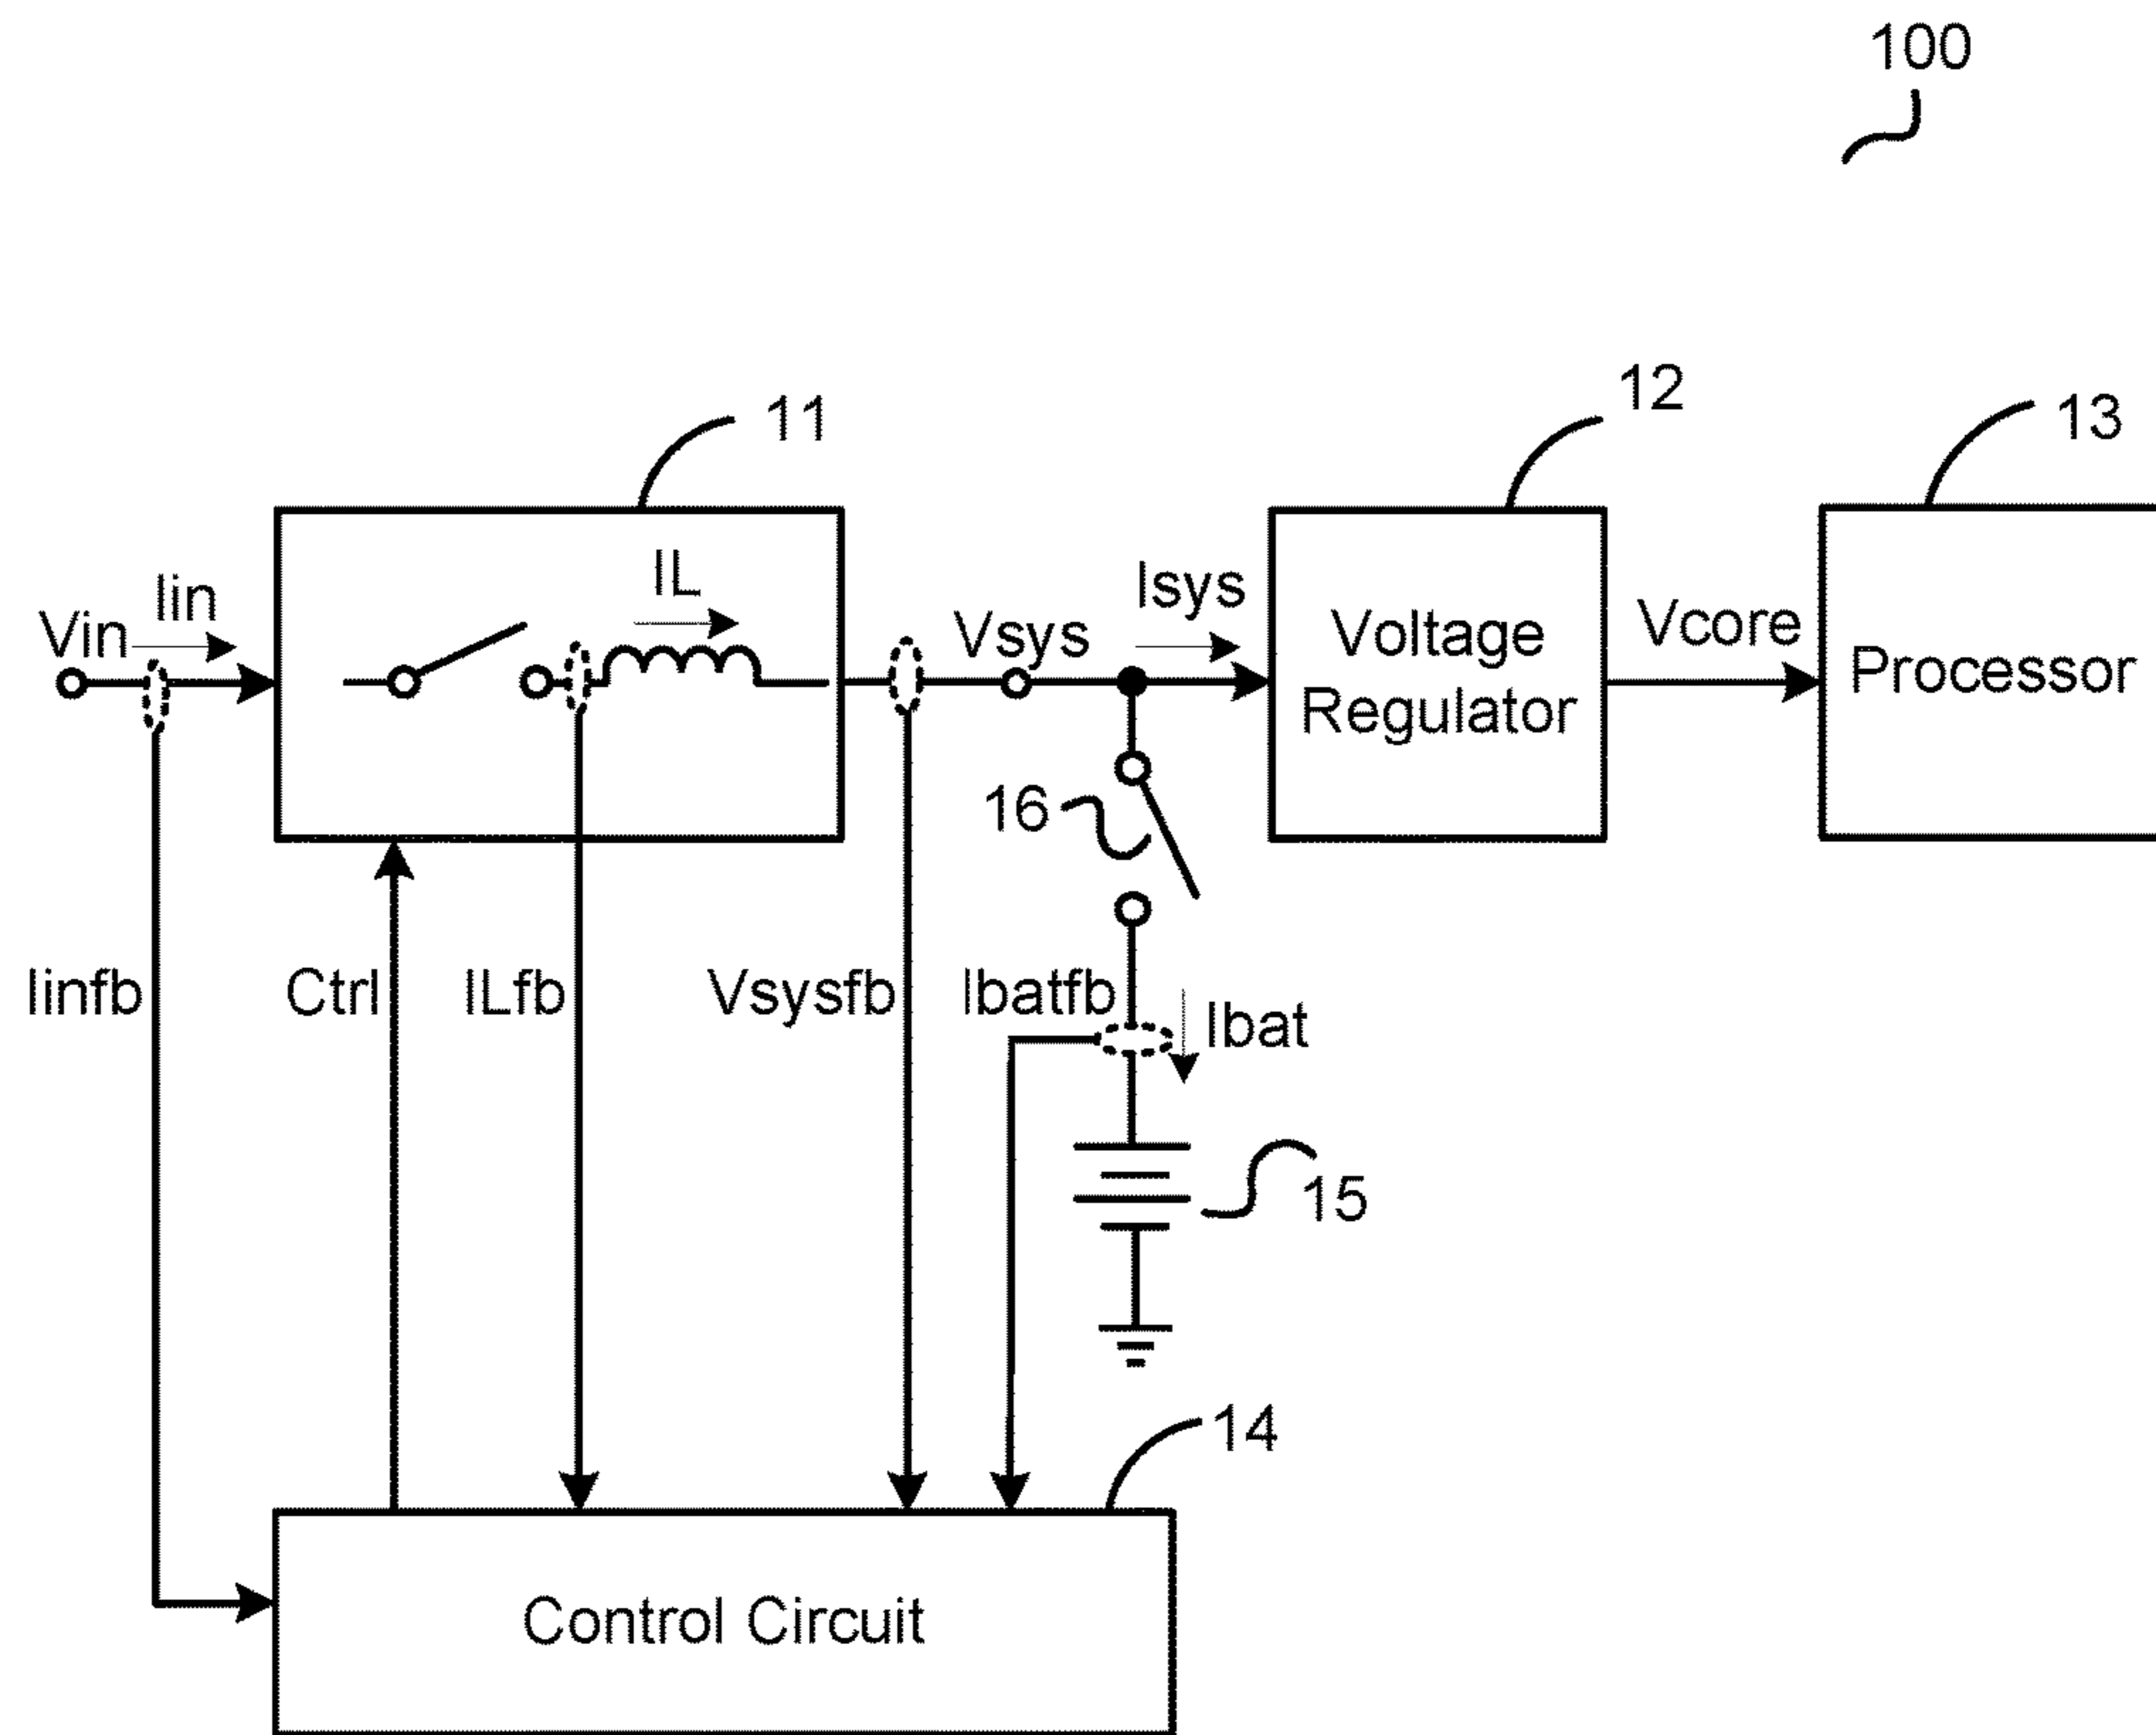 100
11
12
13
Vin
Iin
IL
Vsys
Isys
Voltage
Regulator
Vcore
Processor
16
Iinfb
Ctrl
ILfb
Vsysfb
Ibatfb
Ibat
15
14
Control Circuit